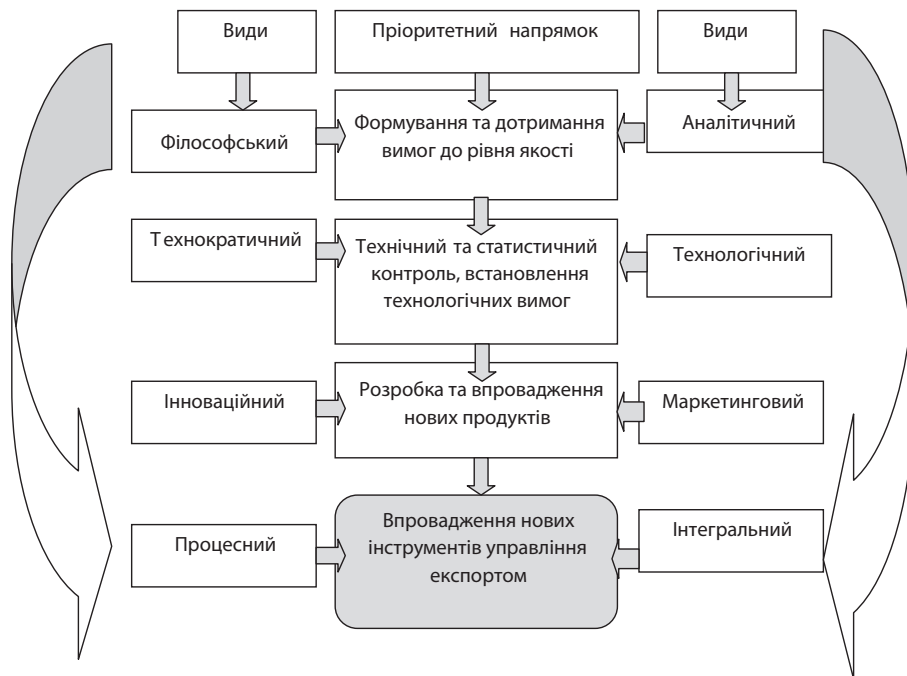 Види
Пріоритетний напрямок
Види
Філософський
Формування та дотримання
вимог до рівня якості
Аналітичний
Технократичний
Технічний та статистичний
контроль, встановлення
технологічних вимог
Технологічний
Інноваційний
Розробка та впровадження
нових продуктів
Маркетинговий
Процесний
Впровадження нових
інструментів управління
експортом
Інтегральний